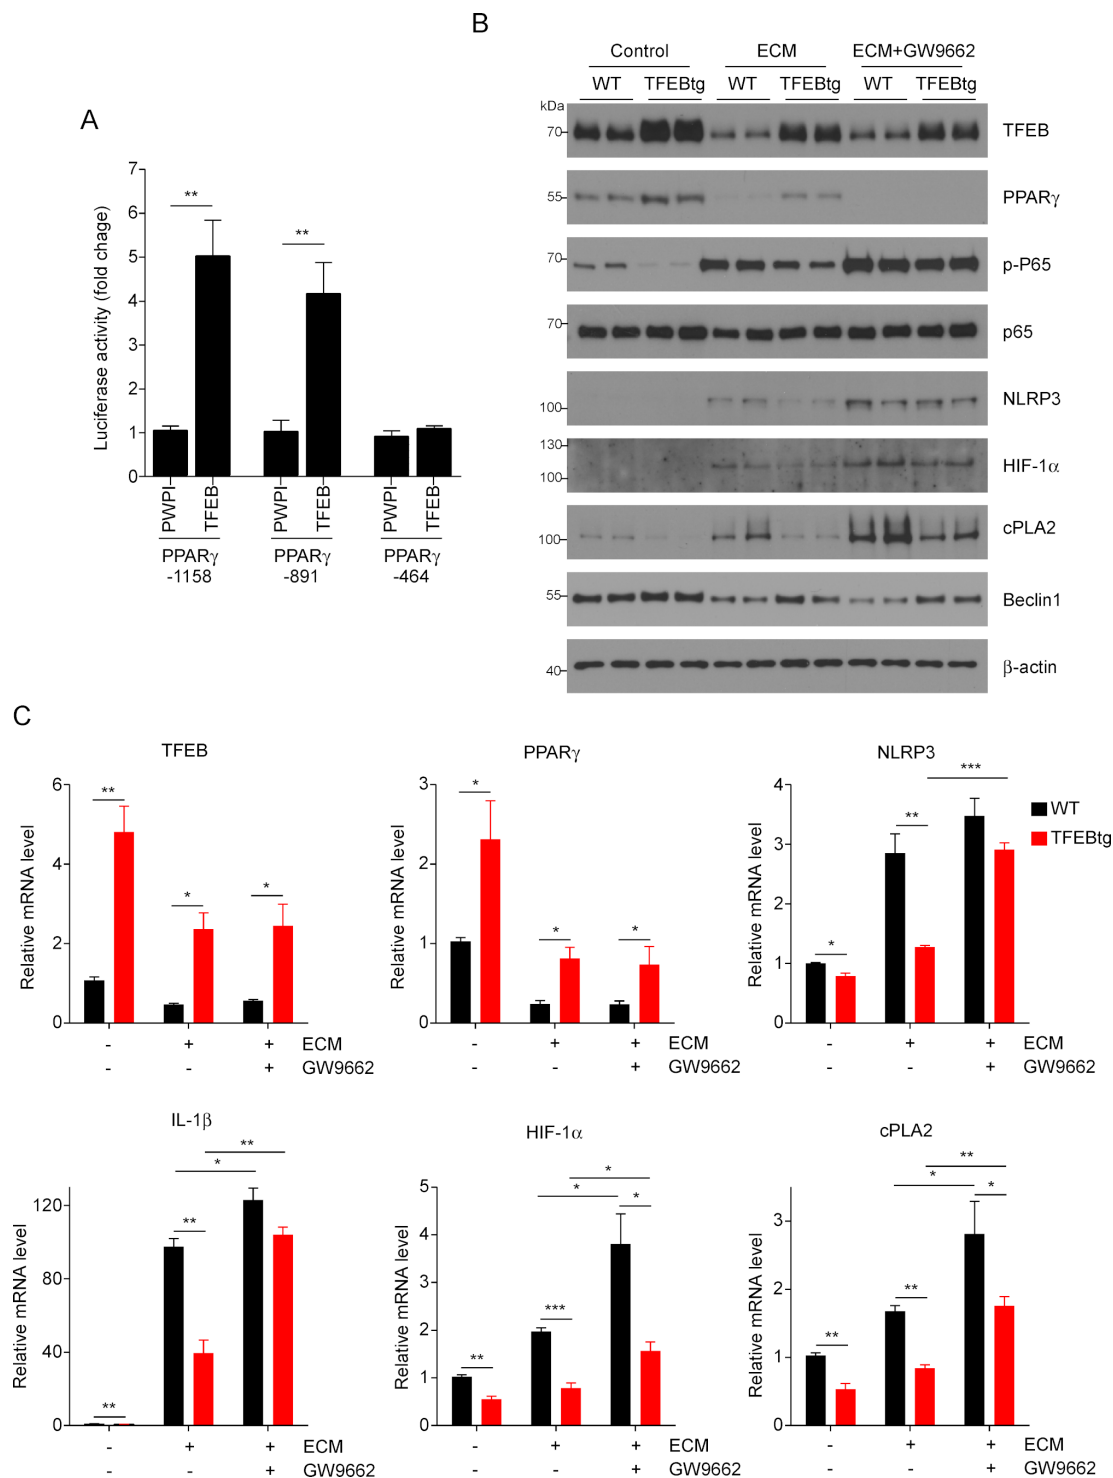 A
Luciferase activity (fold chage)
7
6
5
4
3
2
1
0
**
**
PWPI
TFEB
PWPI
TFEB
PWPI
TFEB
PPARγ
-1158
PPARγ
-891
PPARγ
-464
B
Control
ECM
ECM+GW9662
WT
TFEBtg
WT
TFEBtg
WT
TFEBtg
kDa
70
TFEB
55
PPARγ
70
p-P65
70
p65
100
NLRP3
130
100
HIF-1α
100
cPLA2
55
Beclin1
40
β-actin
C
TFEB
Relative mRNA level
6
4
2
0
**
*
*
- + + ECM
- - + GW9662
PPARγ
Relative mRNA level
3
2
1
0
*
*
*
- + + ECM
- - + GW9662
NLRP3
Relative mRNA level
4
3
2
1
0
*
**
***
WT
TFEBtg
- + + ECM
- - + GW9662
IL-1β
Relative mRNA level
120
80
40
0
**
**
*
**
- + + ECM
- - + GW9662
HIF-1α
Relative mRNA level
5
4
3
2
1
0
**
***
*
*
*
- + + ECM
- - + GW9662
cPLA2
Relative mRNA level
3
2
1
0
**
**
*
**
*
- + + ECM
- - + GW9662